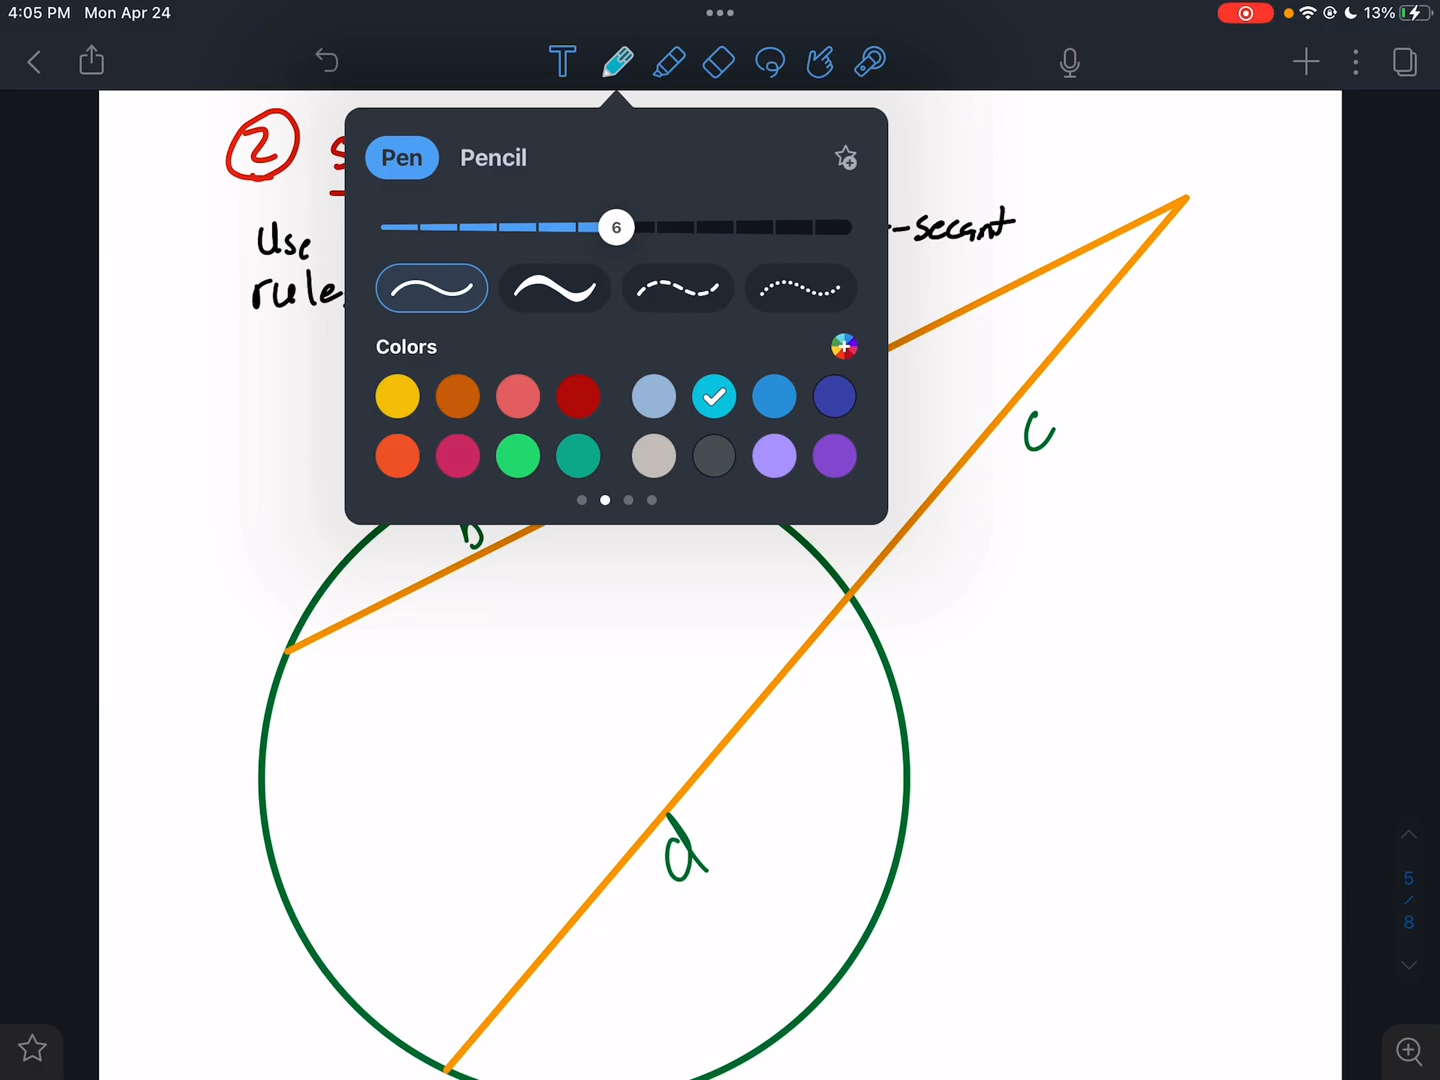 4:05 PM Mon Apr 24
13%
T
2
Pen Pencil
6
Use -secant
rule
Colors
c
b
a
5
/
8